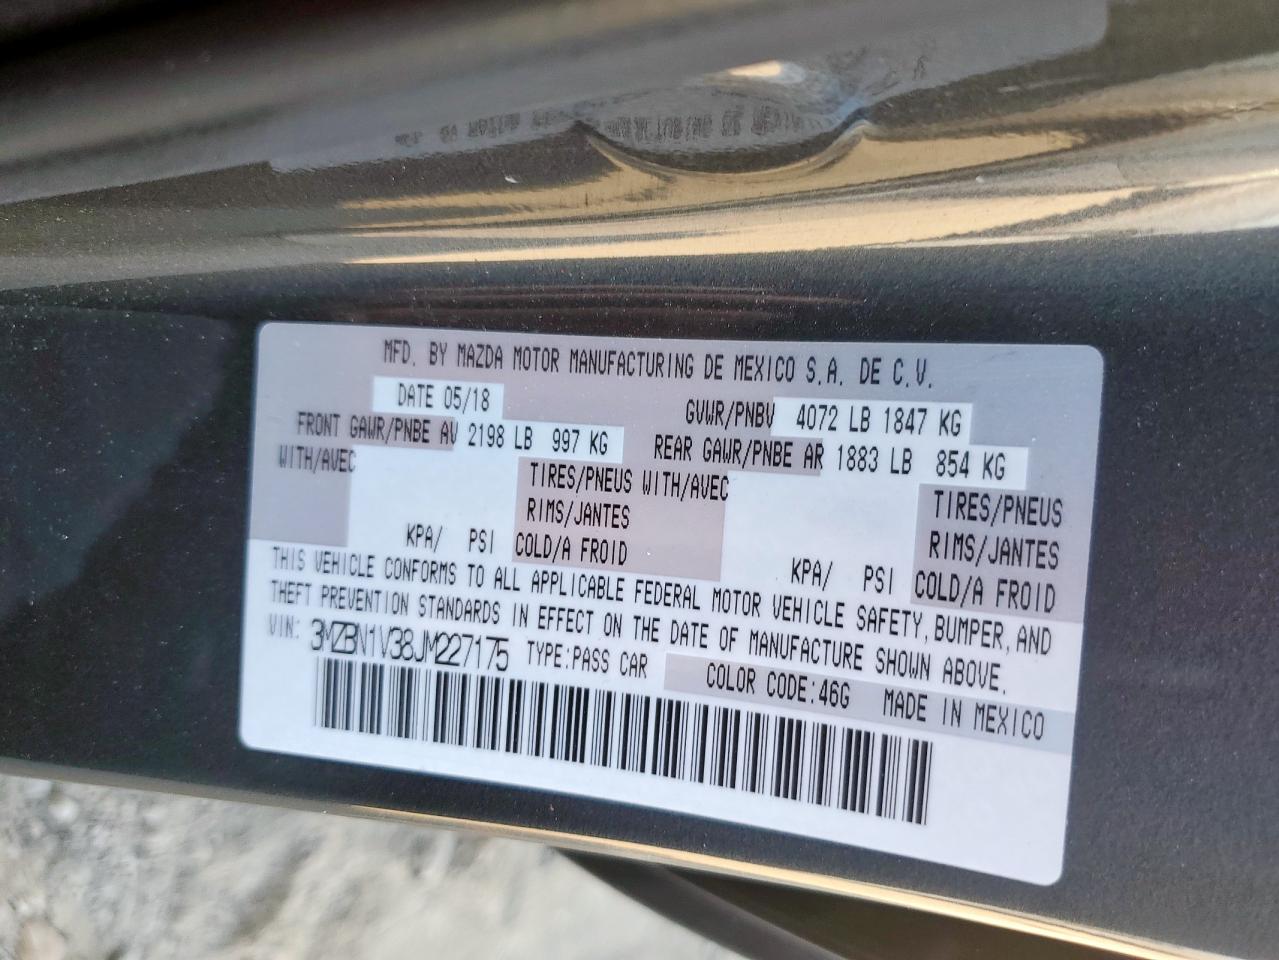 MFD. BY MAZDA MOTOR MANUFACTURING DE MEXICO S.A. DE C.V.
DATE 05/18 GVWR/PNBV 4072 LB 1847 KG
FRONT GAWR/PNBE AV 2198 LB 997 KG REAR GAWR/PNBE AR 1883 LB 854 KG
WITH/AVEC TIRES/PNEUS WITH/AVEC TIRES/PNEUS
RIMS/JANTES RIMS/JANTES
KPA/ PSI COLD/A FROID KPA/ PSI COLD/A FROID
THIS VEHICLE CONFORMS TO ALL APPLICABLE FEDERAL MOTOR VEHICLE SAFETY, BUMPER, AND
THEFT PREVENTION STANDARDS IN EFFECT ON THE DATE OF MANUFACTURE SHOWN ABOVE.
VIN: 3MZBN1V38JM227175 TYPE:PASS CAR COLOR CODE:46G MADE IN MEXICO